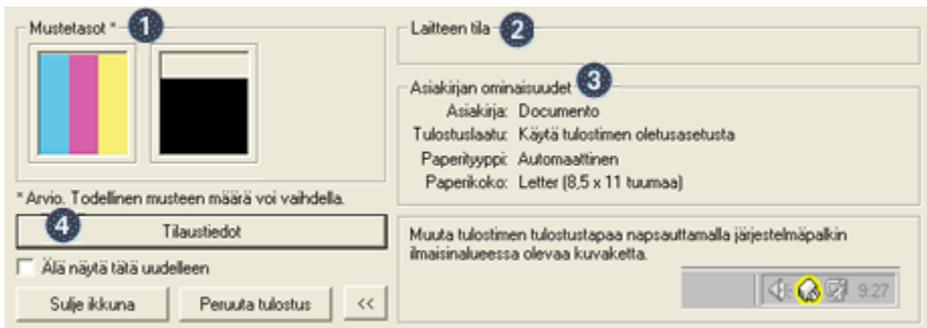 Mustetasot * 1
* Arvio. Todellinen musteen määrä voi vaihdella.
4 Tilaustiedot
Älä näytä tätä uudelleen
Sulje ikkuna Peruuta tulostus <<
Laitteen tila 2
Asiakirjan ominaisuudet 3
Asiakirja: Documento
Tulostuslaatu: Käytä tulostimen oletusasetusta
Paperityyppi: Automaattinen
Paperikoko: Letter (8,5 x 11 tuumaa)
Muuta tulostimen tulostustapaa napsauttamalla järjestelmäpalkin
ilmaisinalueessa olevaa kuvaketta.
9:27